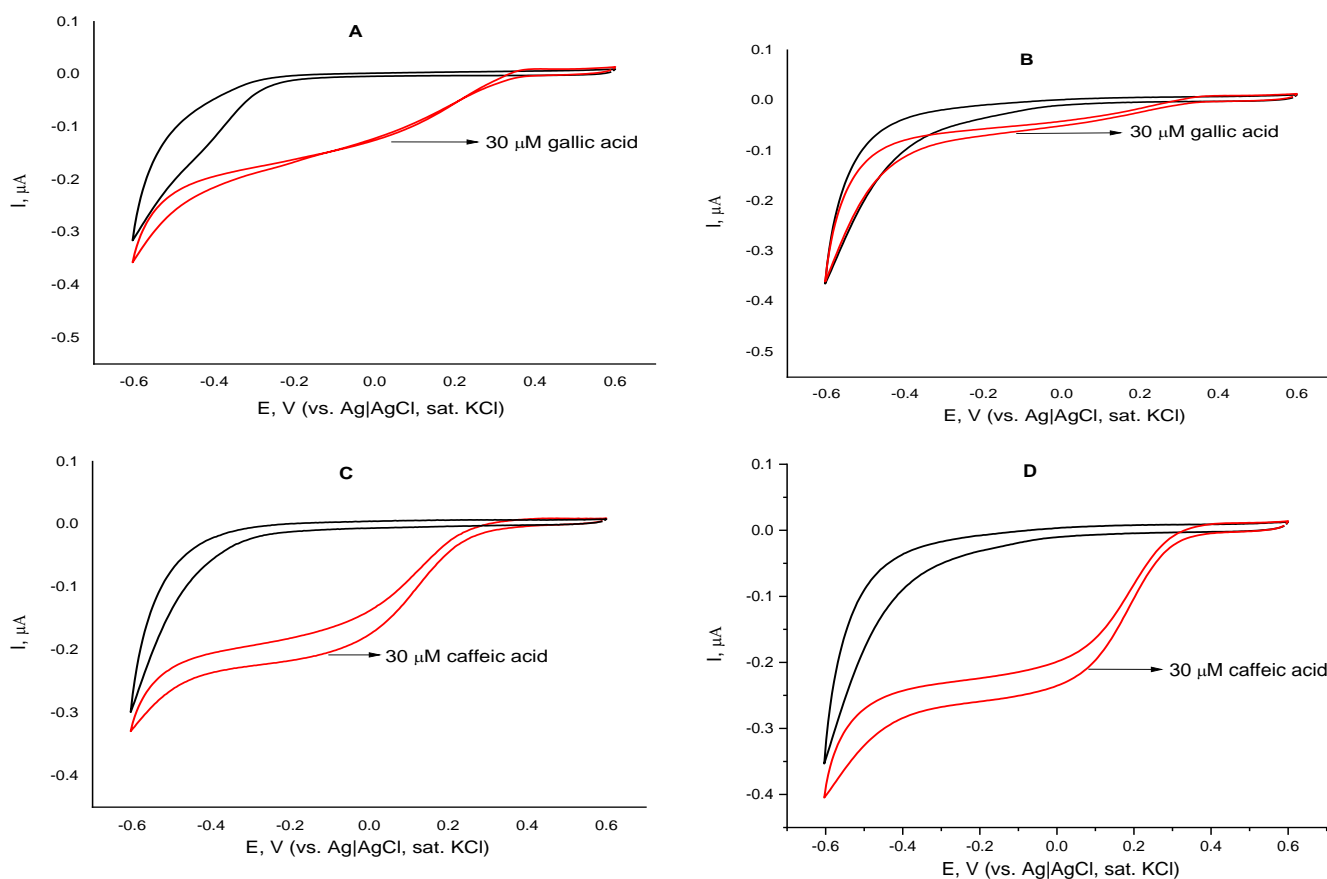 A
0.1
0.0
-0.1
-0.2
-0.3
-0.4
-0.5
I, μA
30 μM gallic acid
-0.6 -0.4 -0.2 0.0 0.2 0.4 0.6
E, V (vs. Ag|AgCl, sat. KCl)
B
0.1
0.0
-0.1
-0.2
-0.3
-0.4
-0.5
I, μA
30 μM gallic acid
-0.6 -0.4 -0.2 0.0 0.2 0.4 0.6
E, V (vs. Ag|AgCl, sat. KCl)
C
0.1
0.0
-0.1
-0.2
-0.3
-0.4
I, μA
30 μM caffeic acid
-0.6 -0.4 -0.2 0.0 0.2 0.4 0.6
E, V (vs. Ag|AgCl, sat. KCl)
D
0.1
0.0
-0.1
-0.2
-0.3
-0.4
I, μA
30 μM caffeic acid
-0.6 -0.4 -0.2 0.0 0.2 0.4 0.6
E, V (vs. Ag|AgCl, sat. KCl)